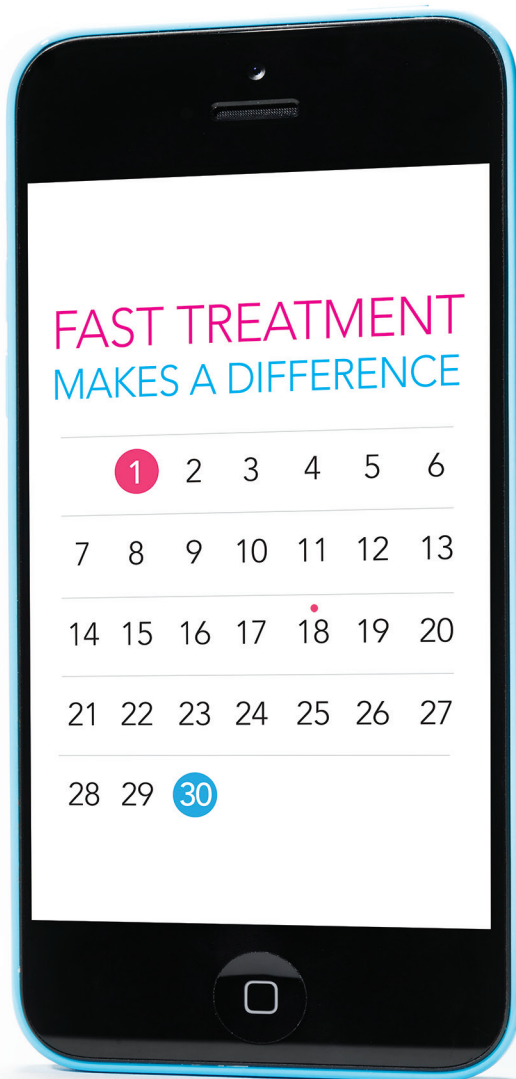 FAST TREATMENT
MAKES A DIFFERENCE
1 2 3 4 5 6
7 8 9 10 11 12 13
14 15 16 17 18 19 20
21 22 23 24 25 26 27
28 29 30